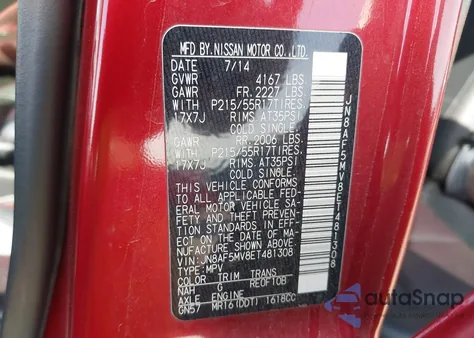 MFD BY NISSAN MOTOR CO., LTD.
DATE 7/14
GVWR 4167 LBS
GAWR FR. 2227 LBS.
WITH P215/55R17TIRES.
17X7J RIMS AT35PSI
COLD SINGLE.
GAWR RR. 2006 LBS.
WITH P215/55R17TIRES.
17X7J RIMS AT35PSI
COLD SINGLE.
THIS VEHICLE CONFORMS
TO ALL APPLICABLE FED-
ERAL MOTOR VEHICLE SA-
FETY AND THEFT PREVEN-
TION STANDARDS IN EFFE-
CT ON THE DATE OF MA-
NUFACTURE SHOWN ABOVE.
VIN: JN8AF5MV8ET481308
TYPE: MPV
COLOR TRIM TRANS
NAH G RE0F10B
AXLE ENGINE
GN57 MR16(DDT) 1618CC
JN8AF5MV8ET481308
autoSnap